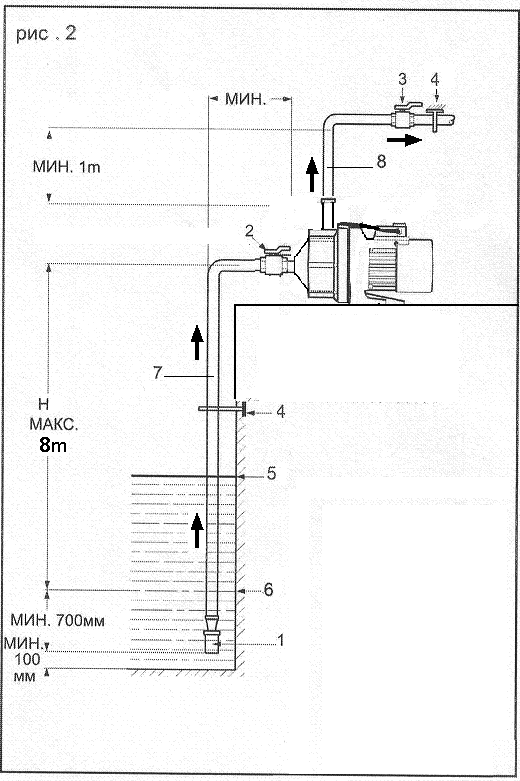 рис . 2
МИН.
3
4
МИН. 1m
8
2
7
H
МАКС.
8m
4
5
6
МИН. 700мм
МИН.
100
мм
1